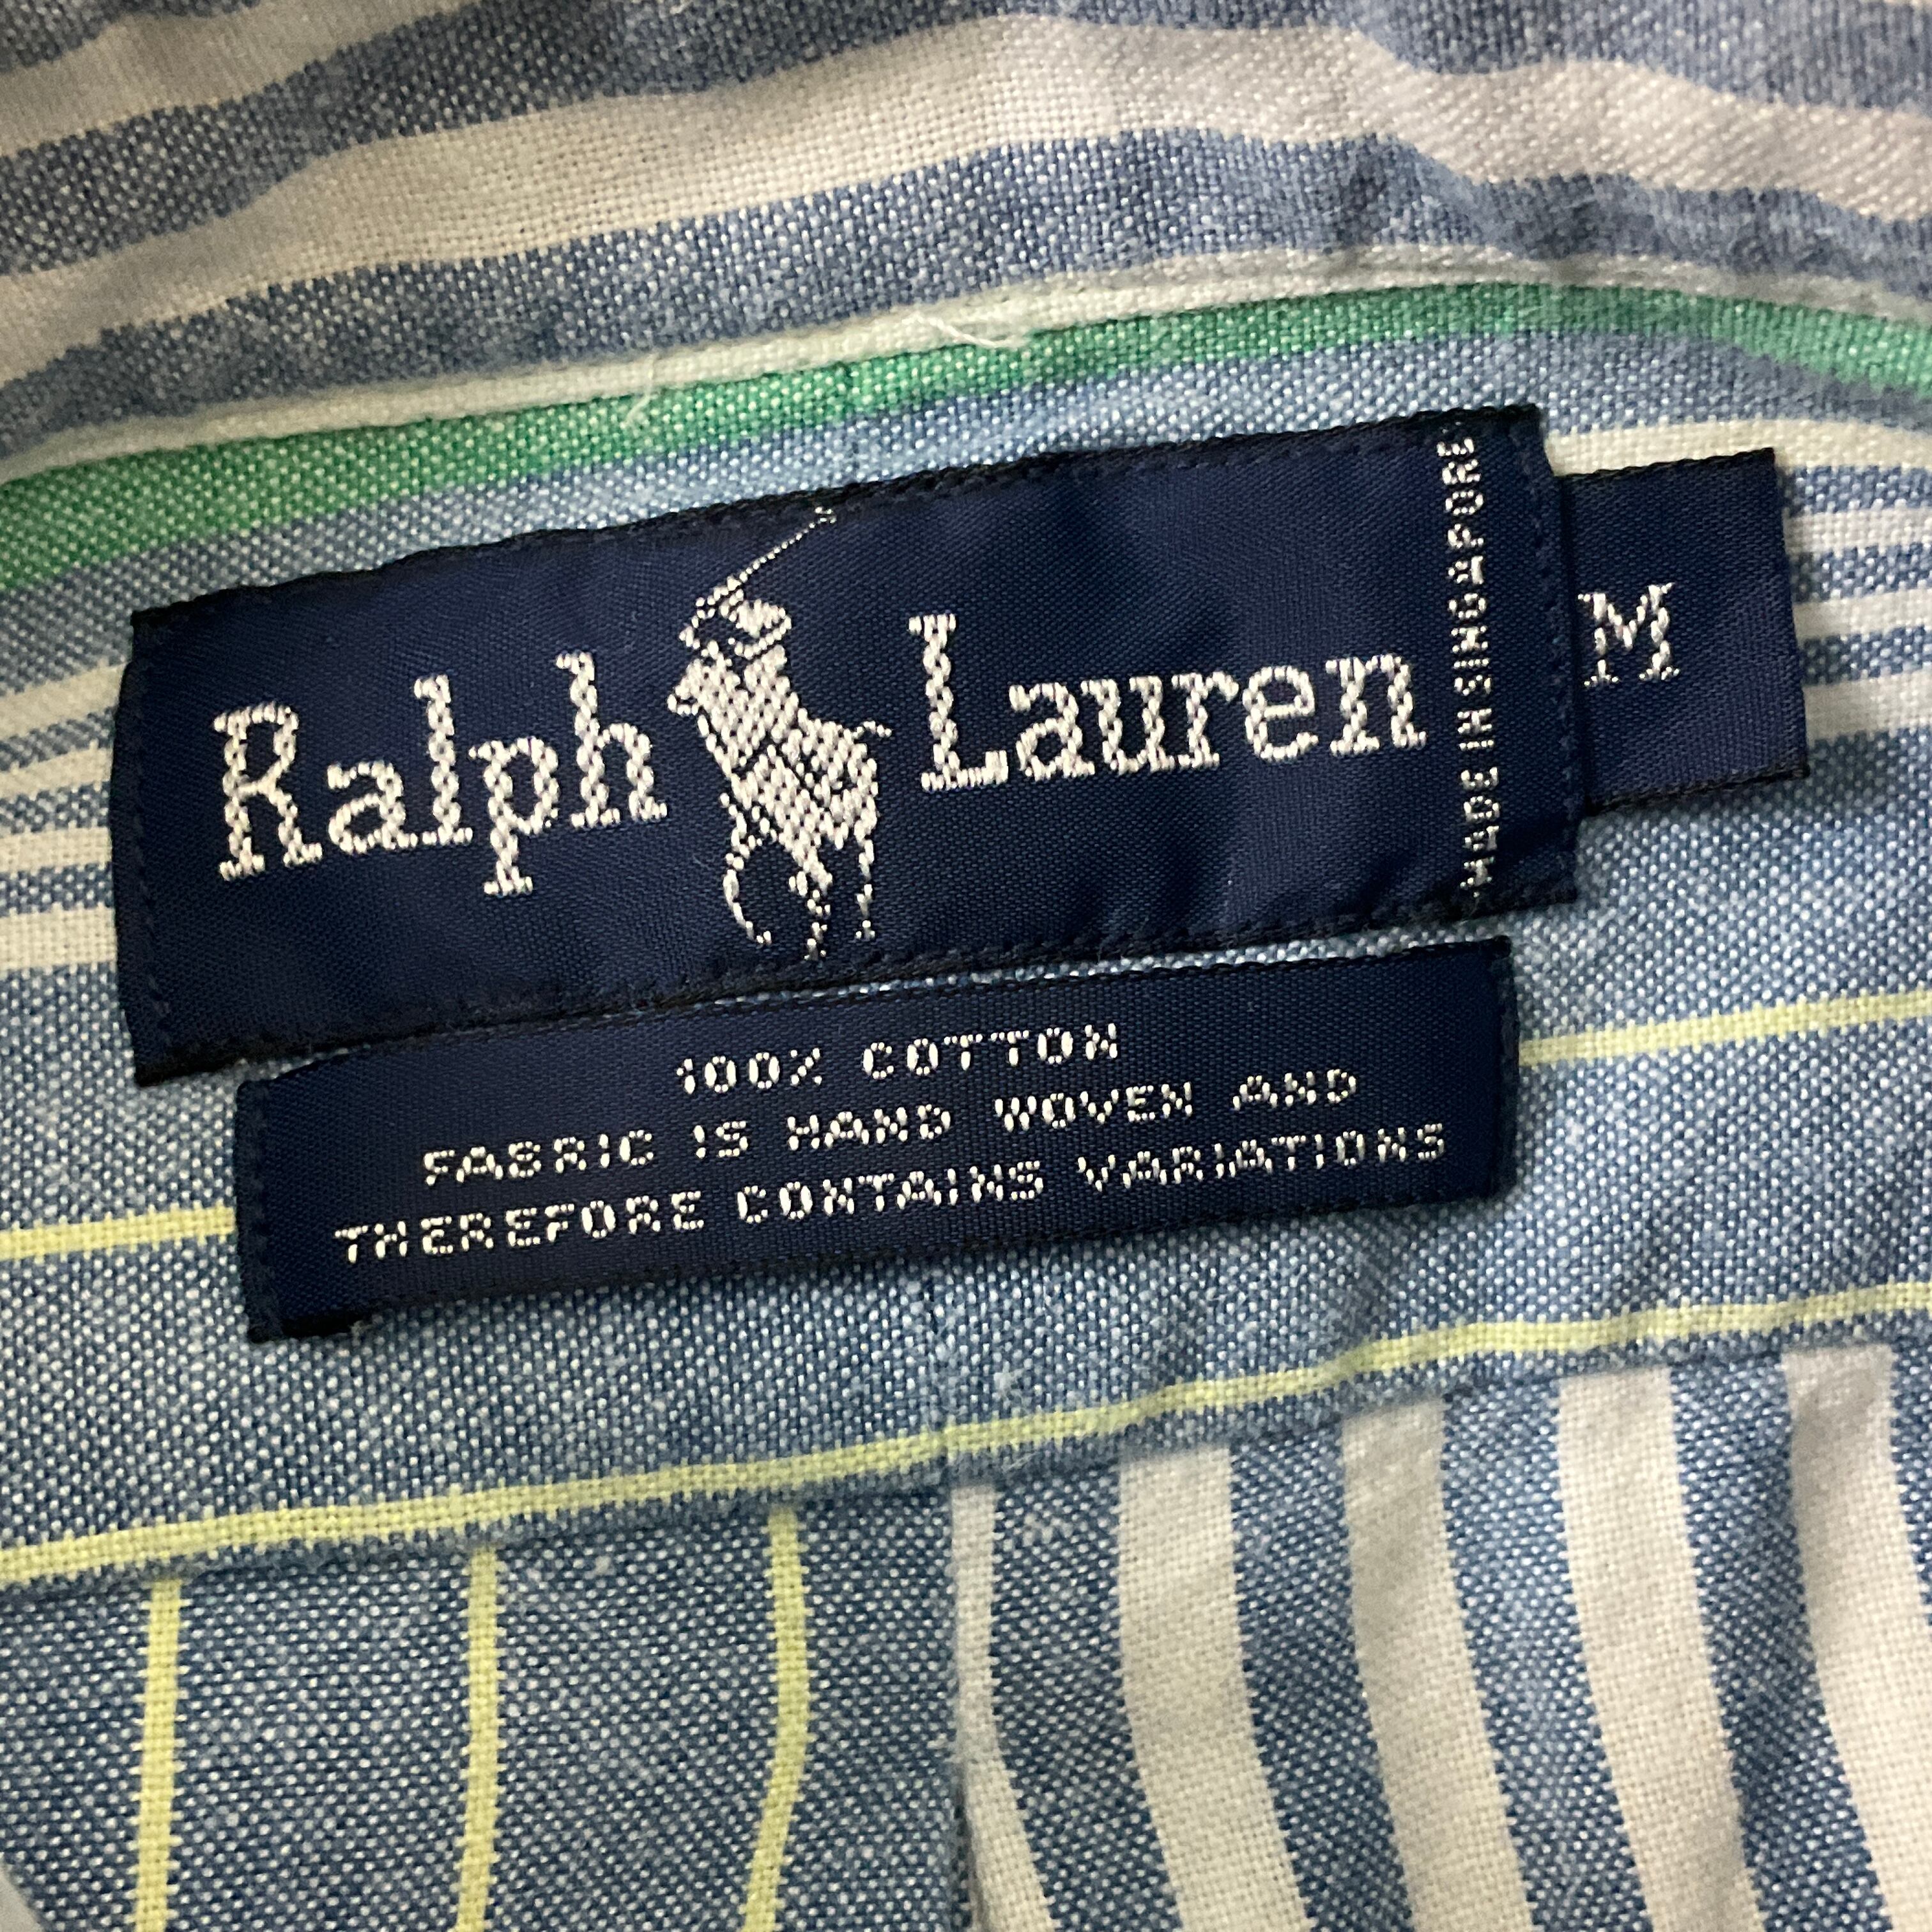 Ralph Lauren
MADE IN SINGAPORE
M
100% COTTON
FABRIC IS HAND WOVEN AND
THEREFORE CONTAINS VARIATIONS